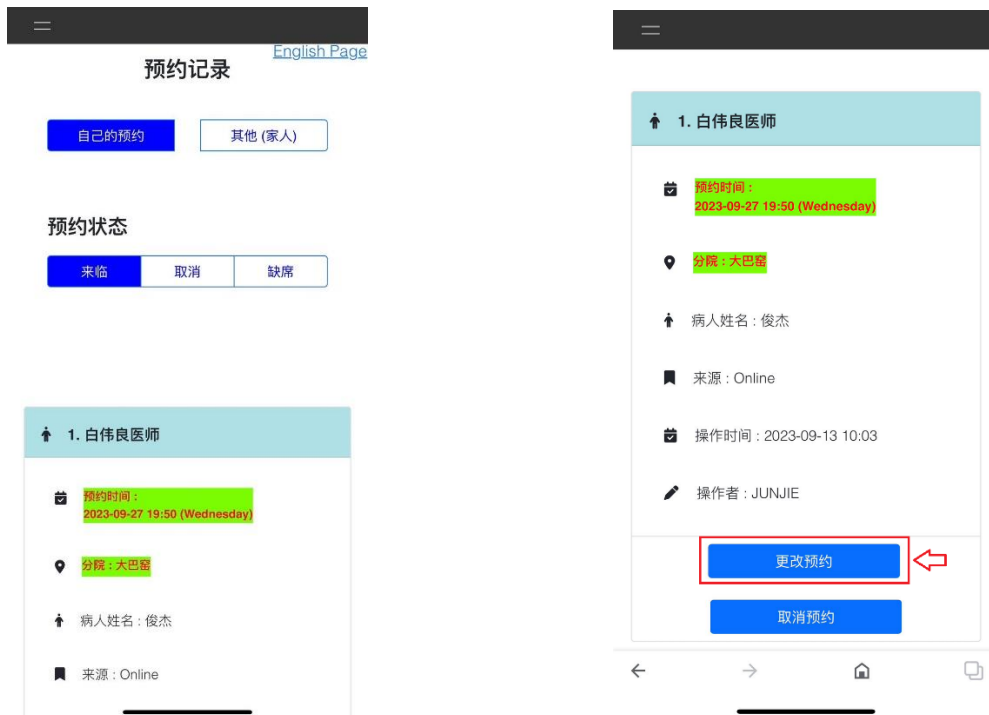 English Page
预约记录
自己的预约
其他 (家人)
预约状态
来临
取消
缺席
1. 白伟良医师
预约时间 :
2023-09-27 19:50 (Wednesday)
分院 : 大巴窑
病人姓名 : 俊杰
来源 : Online
1. 白伟良医师
预约时间 :
2023-09-27 19:50 (Wednesday)
分院 : 大巴窑
病人姓名 : 俊杰
来源 : Online
操作时间 : 2023-09-13 10:03
操作者 : JUNJIE
更改预约
取消预约